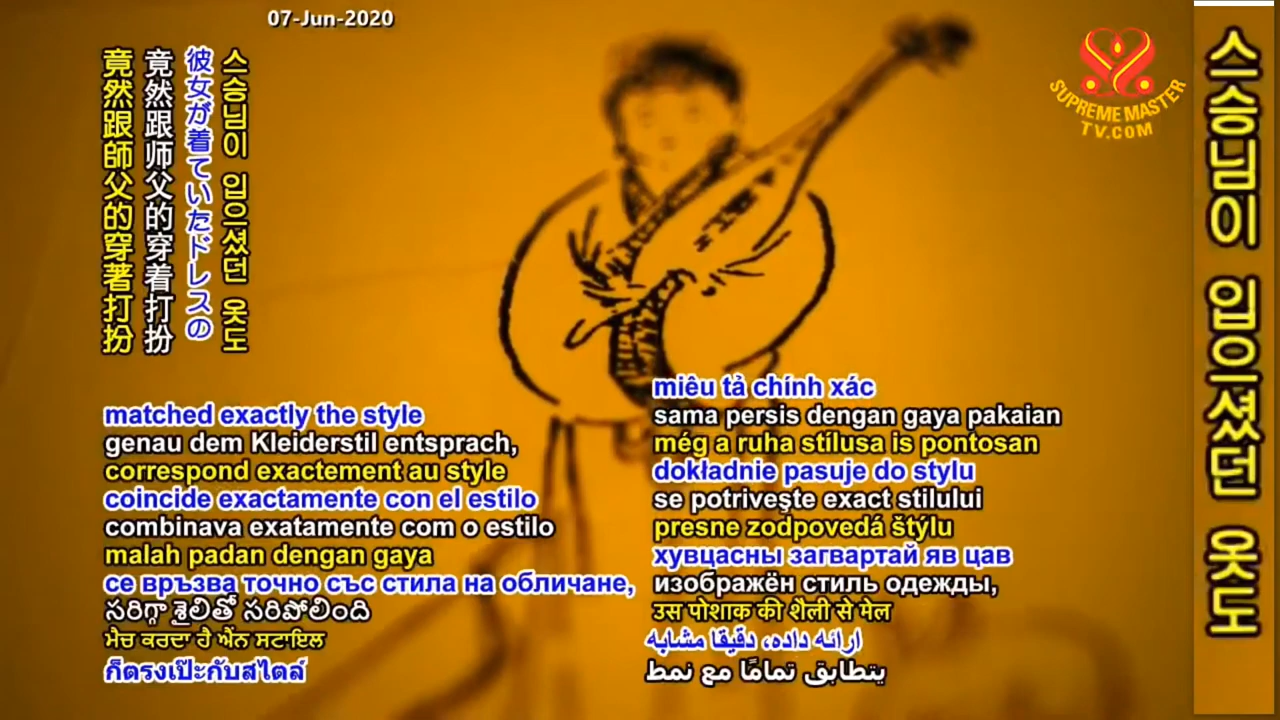 07-Jun-2020
SUPREME MASTER
TV.COM
스승님이 입으셨던 옷도
스승님이 입으셨던 옷도
彼女が着ていたドレスの
竟然跟师父的穿着打扮
竟然跟師父的穿著打扮
matched exactly the style
genau dem Kleiderstil entsprach,
correspond exactement au style
coincide exactamente con el estilo
combinava exatamente com o estilo
malah padan dengan gaya
се връзва точно със стила на обличане,
సరిగ్గా శైలితో సరిపోలింది
ਮੇਚ ਕਰਦਾ ਹੈ ਐਂਨ ਸਟਾਇਲ
ก็ตรงเป๊ะกับสไตล์
miêu tả chính xác
sama persis dengan gaya pakaian
még a ruha stílusa is pontosan
dokładnie pasuje do stylu
se potriveşte exact stilului
presne zodpovedá štýlu
хувцасны загвартай яв цав
изображён стиль одежды,
उस पोशाक की शैली से मेल
ارائه داده، دقیقا مشابه
يتطابق تمامًا مع نمط